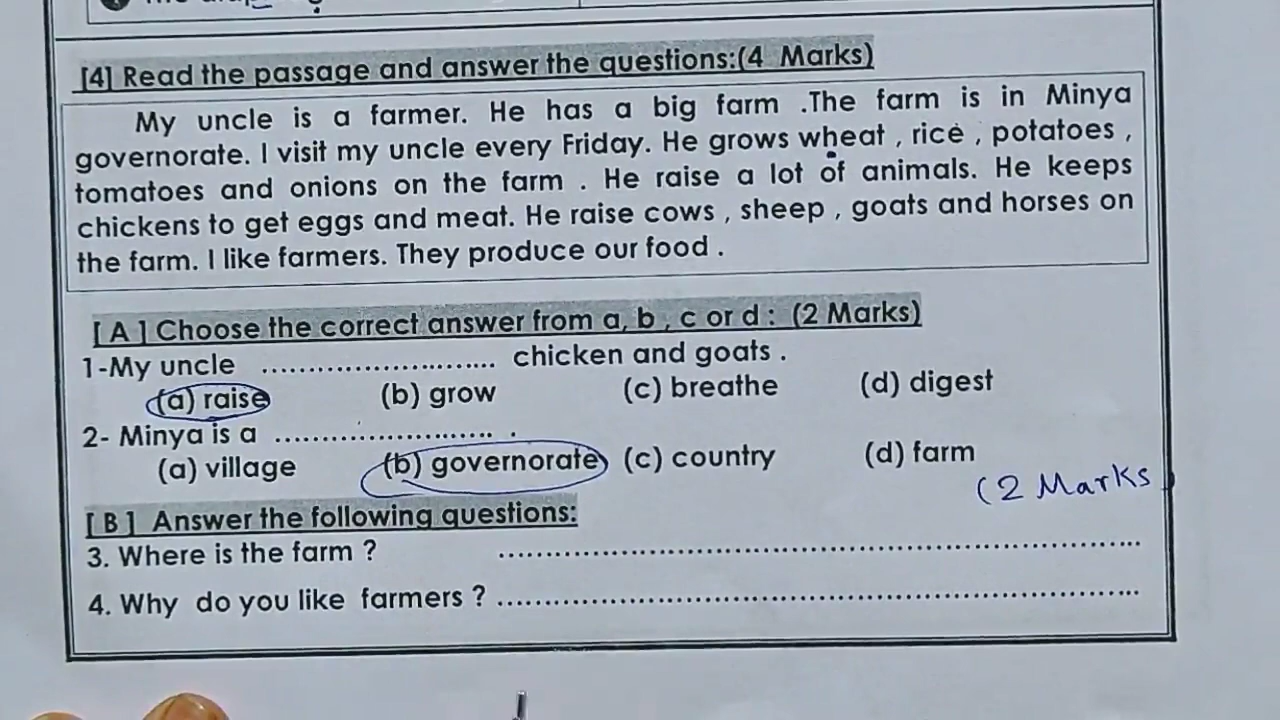 [4] Read the passage and answer the questions:(4 Marks)
My uncle is a farmer. He has a big farm .The farm is in Minya
governorate. I visit my uncle every Friday. He grows wheat , rice , potatoes ,
tomatoes and onions on the farm . He raise a lot of animals. He keeps
chickens to get eggs and meat. He raise cows , sheep , goats and horses on
the farm. I like farmers. They produce our food .
[ A ] Choose the correct answer from a, b , c or d : (2 Marks)
1-My uncle ............................ chicken and goats .
(a) raise (b) grow (c) breathe (d) digest
2- Minya is a .......................... .
(a) village (b) governorate (c) country (d) farm
(2 Marks)
[ B ] Answer the following questions:
3. Where is the farm ? ................................................................................
4. Why do you like farmers ? ................................................................................